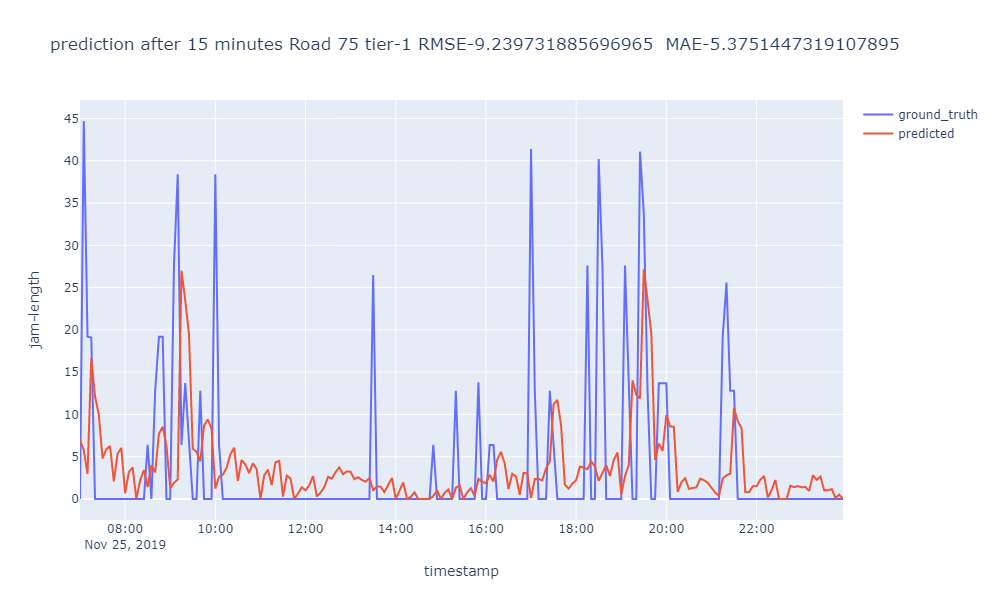 prediction after 15 minutes Road 75 tier-1 RMSE-9.239731885696965  MAE-5.3751447319107895
ground_truth
predicted
45
40
35
30
25
20
15
10
5
0
jam-length
08:00 10:00 12:00 14:00 16:00 18:00 20:00 22:00
Nov 25, 2019
timestamp